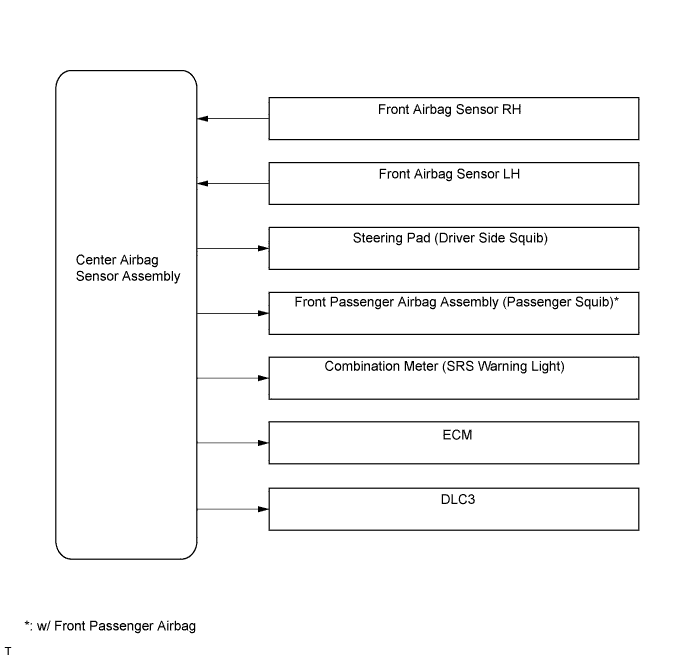 Front Airbag Sensor RH
Front Airbag Sensor LH
Steering Pad (Driver Side Squib)
Center Airbag
Sensor Assembly
Front Passenger Airbag Assembly (Passenger Squib)*
Combination Meter (SRS Warning Light)
ECM
DLC3
*: w/ Front Passenger Airbag
T